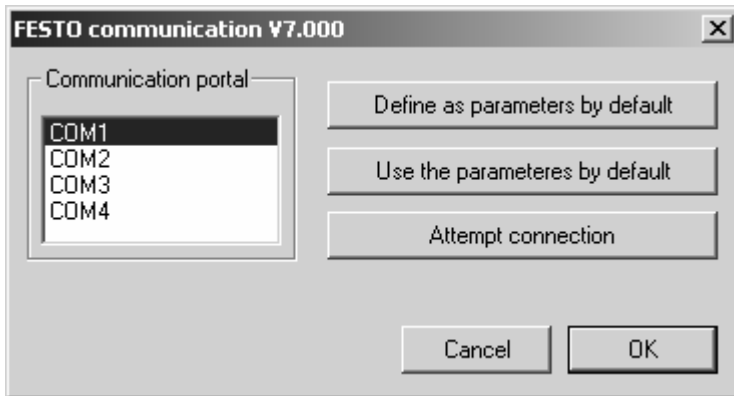 FESTO communication V7.000
Communication portal
COM1
COM2
COM3
COM4
Define as parameters by default
Use the parameteres by default
Attempt connection
Cancel
OK